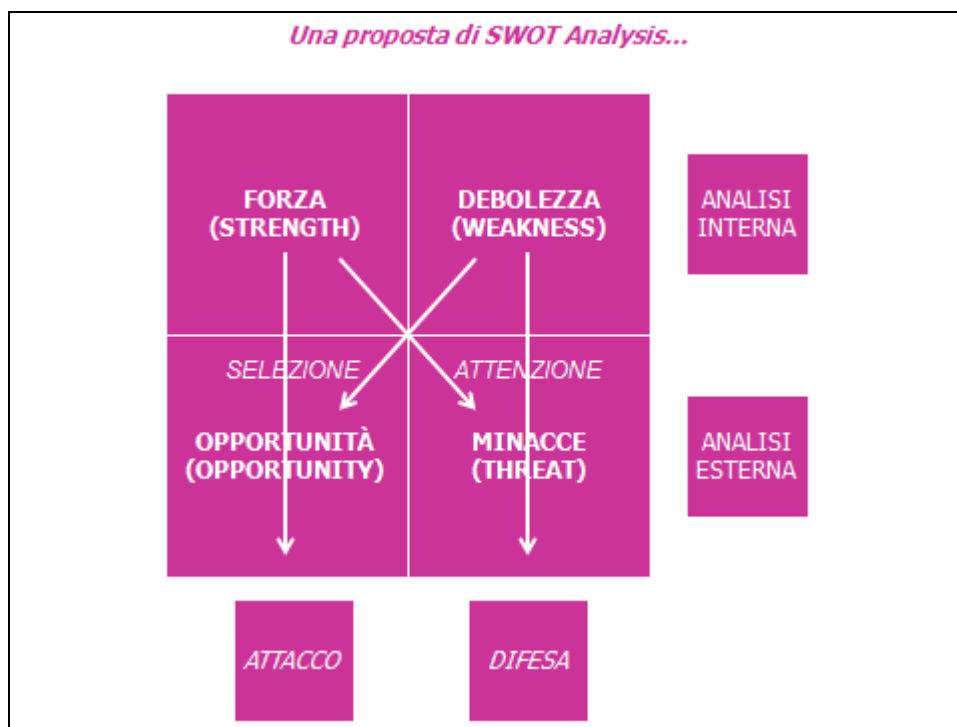 Una proposta di SWOT Analysis...
FORZA
(STRENGTH)
DEBOLEZZA
(WEAKNESS)
ANALISI
INTERNA
SELEZIONE
ATTENZIONE
OPPORTUNITÀ
(OPPORTUNITY)
MINACCE
(THREAT)
ANALISI
ESTERNA
ATTACCO
DIFESA